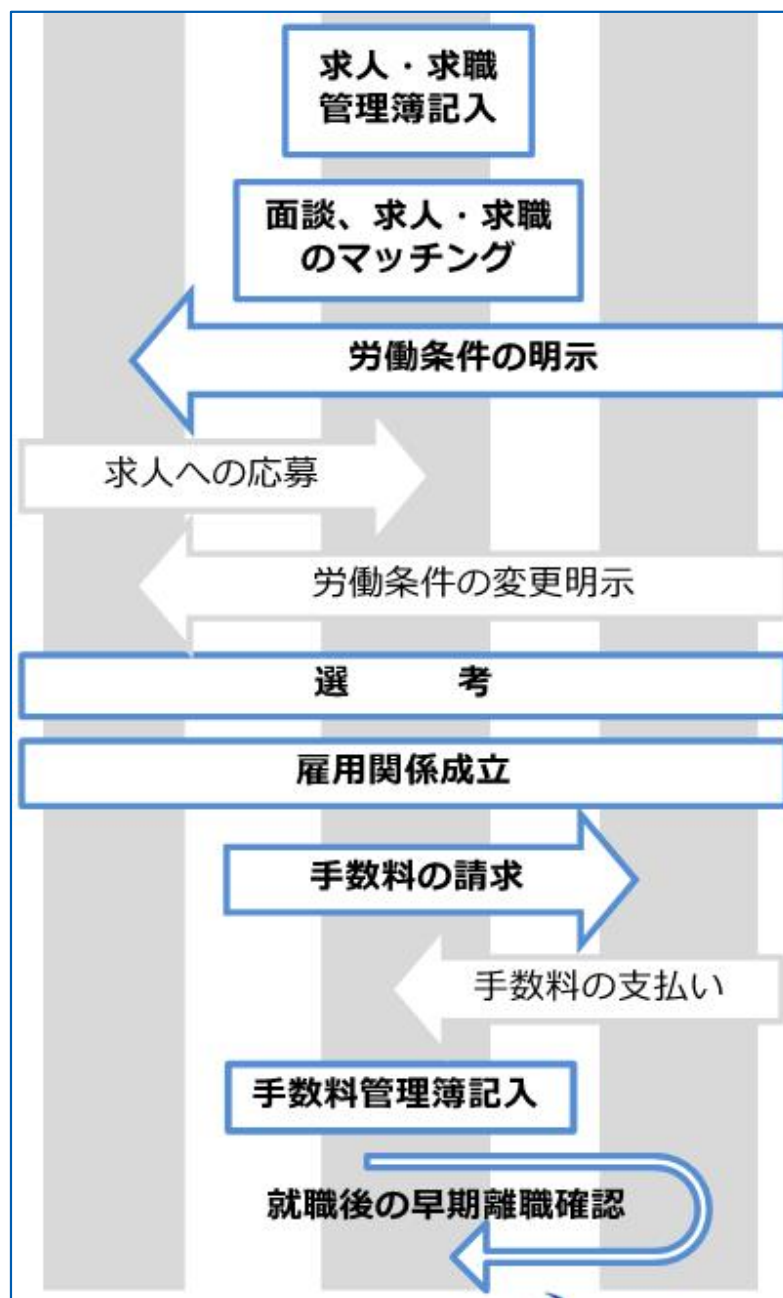 求人・求職
管理簿記入
面談、求人・求職
のマッチング
労働条件の明示
求人への応募
労働条件の変更明示
選　　　考
雇用関係成立
手数料の請求
手数料の支払い
手数料管理簿記入
就職後の早期離職確認